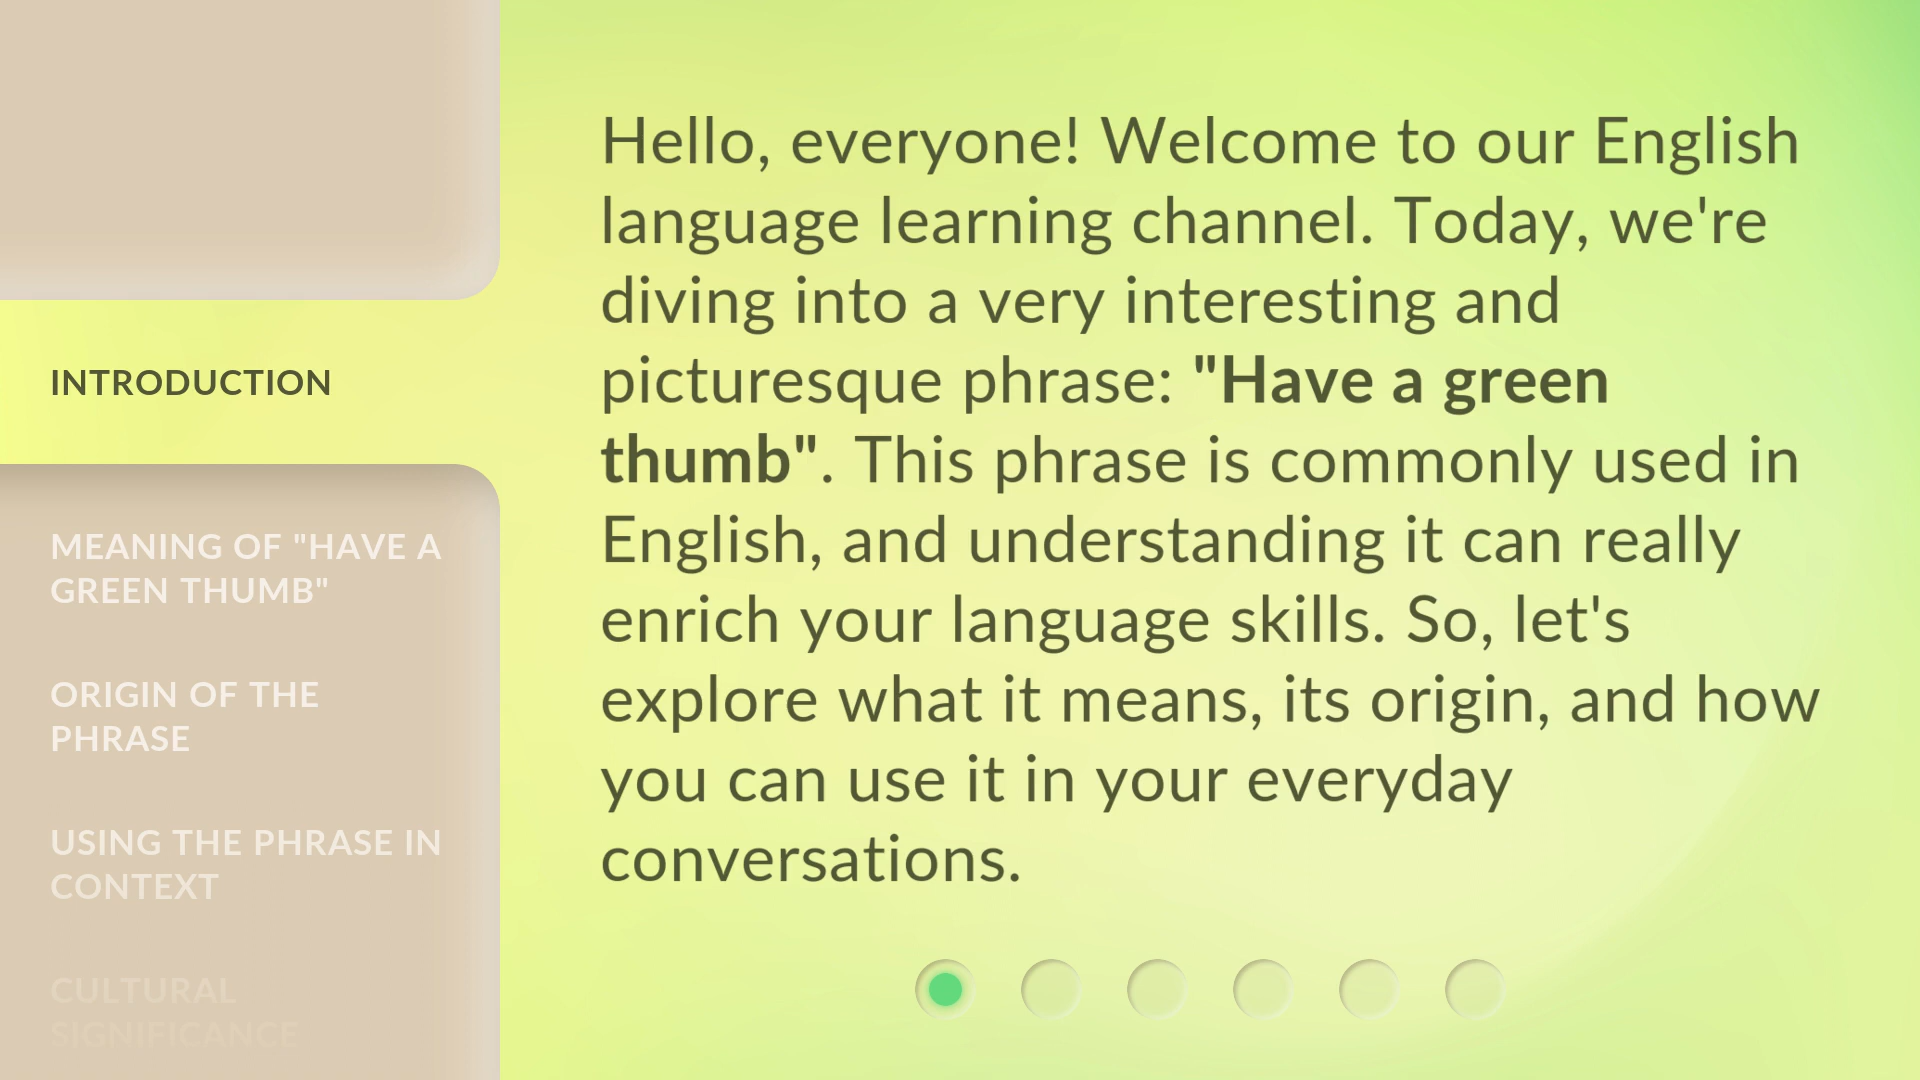 INTRODUCTION
MEANING OF "HAVE A
GREEN THUMB"
ORIGIN OF THE
PHRASE
USING THE PHRASE IN
CONTEXT
CULTURAL
SIGNIFICANCE
Hello, everyone! Welcome to our English
language learning channel. Today, we're
diving into a very interesting and
picturesque phrase: "Have a green
thumb". This phrase is commonly used in
English, and understanding it can really
enrich your language skills. So, let's
explore what it means, its origin, and how
you can use it in your everyday
conversations.